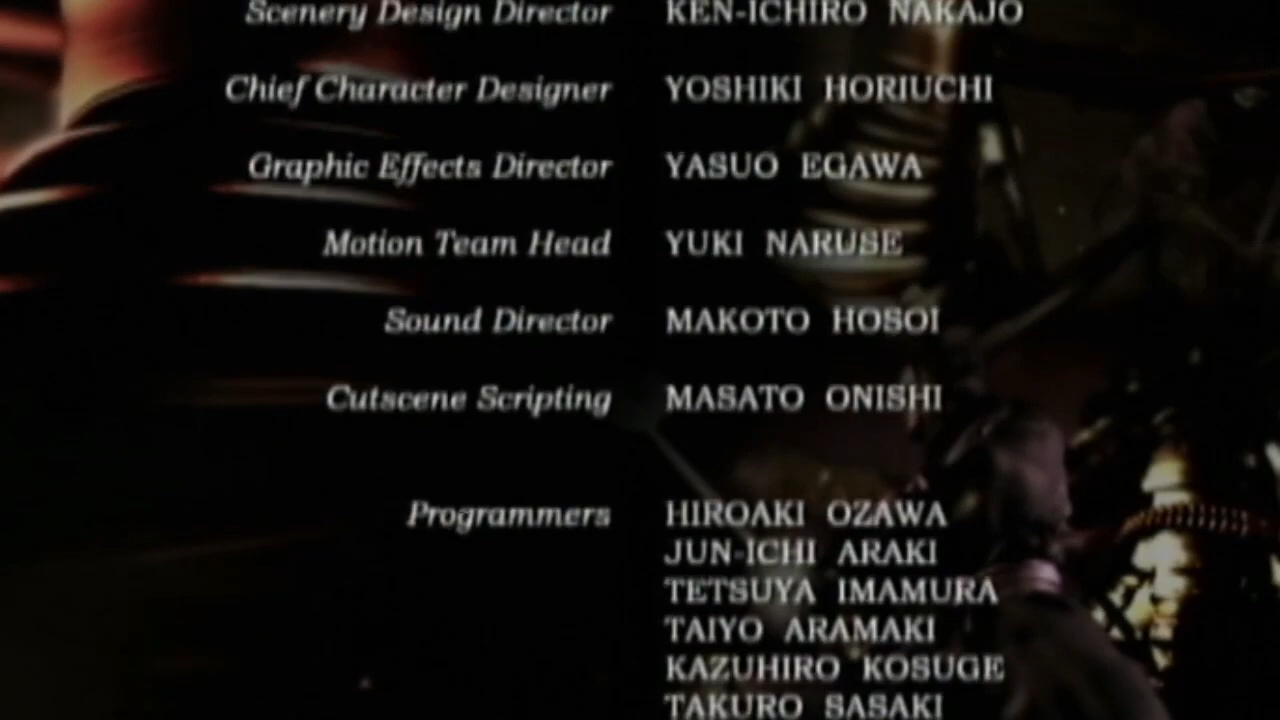 Scenery Design Director KEN-ICHIRO NAKAJO
Chief Character Designer YOSHIKI HORIUCHI
Graphic Effects Director YASUO EGAWA
Motion Team Head YUKI NARUSE
Sound Director MAKOTO HOSOI
Cutscene Scripting MASATO ONISHI
Programmers HIROAKI OZAWA
JUN-ICHI ARAKI
TETSUYA IMAMURA
TAIYO ARAMAKI
KAZUHIRO KOSUGE
TAKURO SASAKI